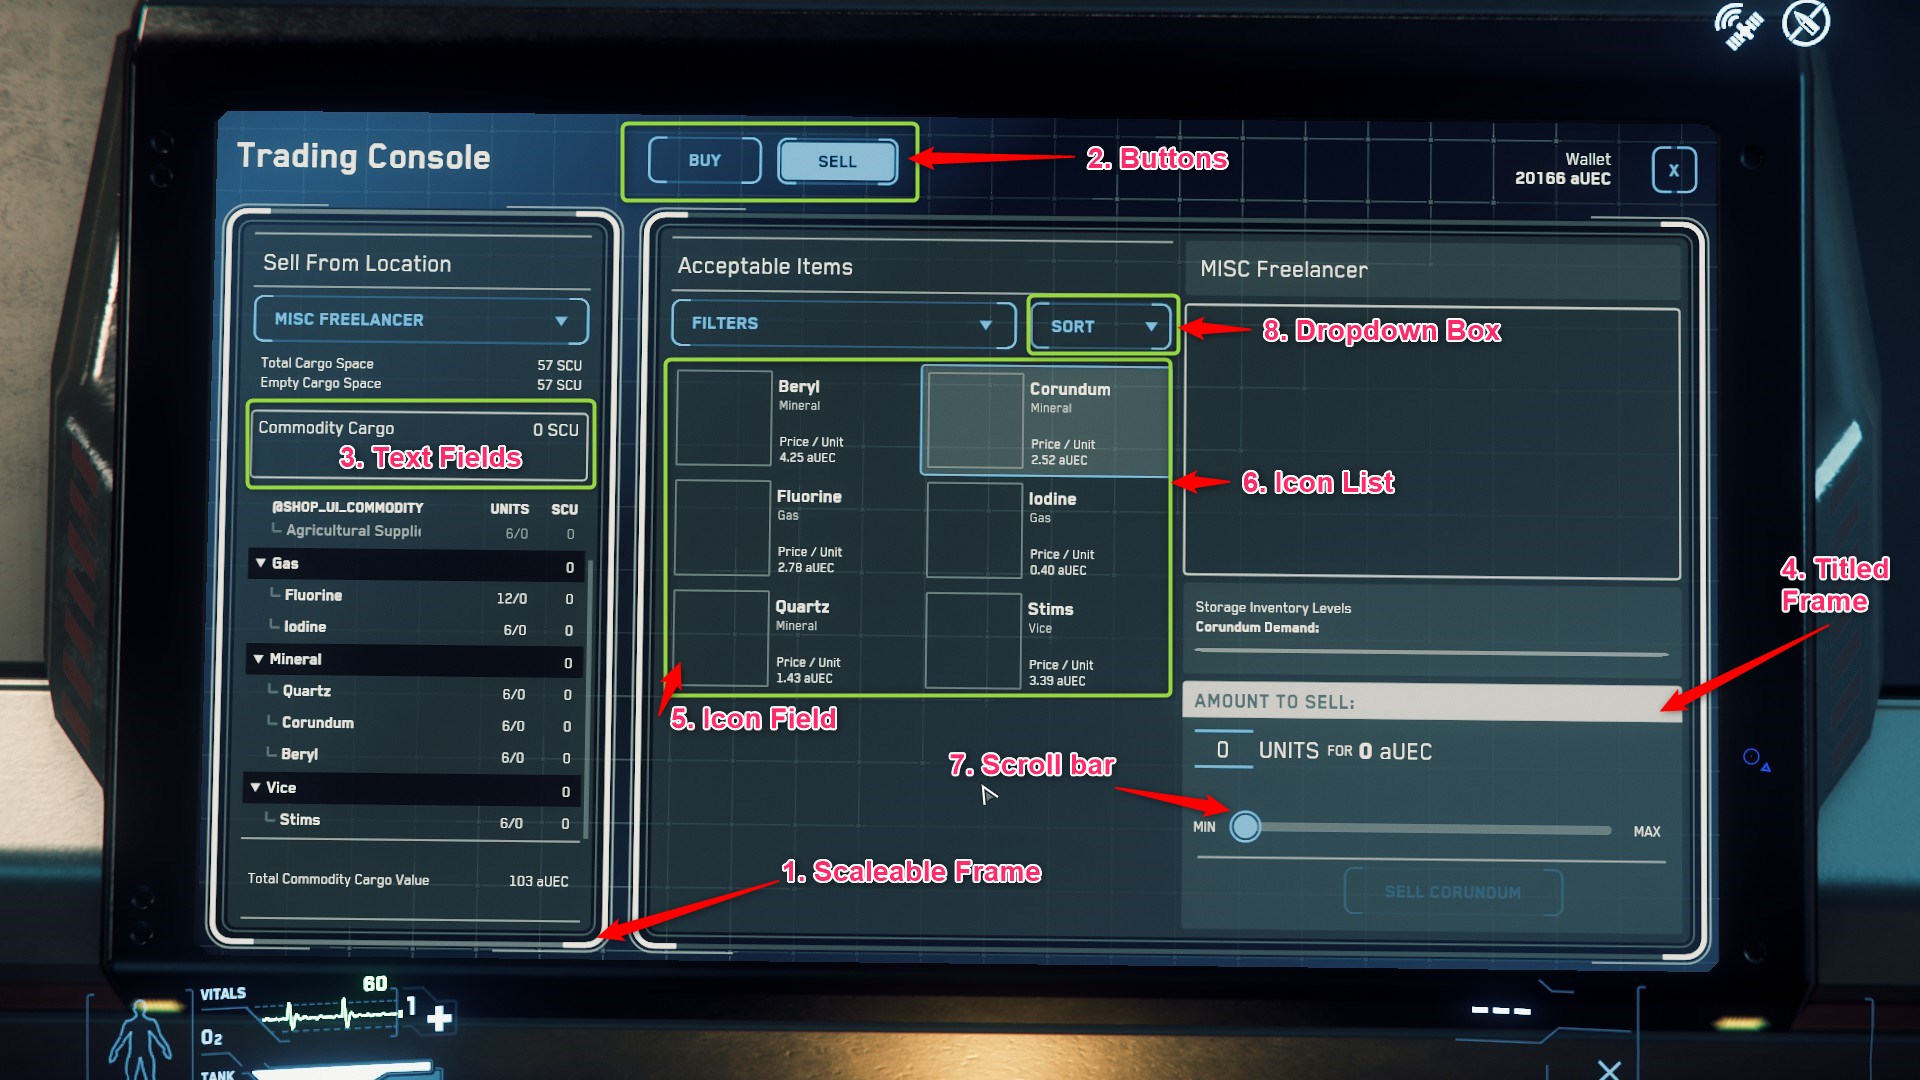 Trading Console
BUY
SELL
2. Buttons
Wallet
20166 aUEC
X
Sell From Location
MISC FREELANCER
Total Cargo Space 57 SCU
Empty Cargo Space 57 SCU
Commodity Cargo 0 SCU
3. Text Fields
@SHOP_UI_COMMODITY UNITS SCU
Agricultural Suppli 6/0 0
Gas 0
Fluorine 12/0 0
Iodine 6/0 0
Mineral 0
Quartz 6/0 0
Corundum 6/0 0
Beryl 6/0 0
Vice 0
Stims 6/0 0
Total Commodity Cargo Value 103 aUEC
1. Scaleable Frame
Acceptable Items
FILTERS
SORT
8. Dropdown Box
Beryl
Mineral
Price / Unit
4.25 aUEC
Corundum
Mineral
Price / Unit
2.52 aUEC
6. Icon List
Fluorine
Gas
Price / Unit
2.78 aUEC
Iodine
Gas
Price / Unit
0.40 aUEC
Quartz
Mineral
Price / Unit
1.43 aUEC
Stims
Vice
Price / Unit
3.39 aUEC
5. Icon Field
7. Scroll bar
MISC Freelancer
4. Titled
Frame
Storage Inventory Levels
Corundum Demand:
AMOUNT TO SELL:
0 UNITS FOR 0 aUEC
MIN
MAX
SELL CORUNDUM
VITALS
60
1
O2
TANK